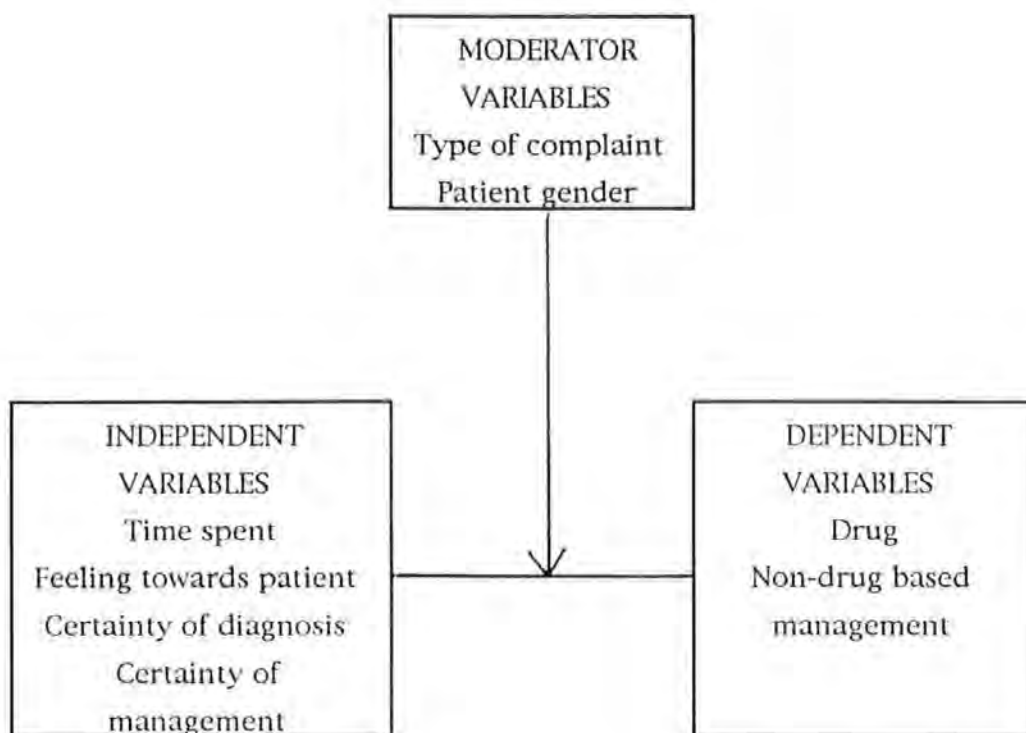 MODERATOR
VARIABLES
Type of complaint
Patient gender
INDEPENDENT
VARIABLES
Time spent
Feeling towards patient
Certainty of diagnosis
Certainty of
management
DEPENDENT
VARIABLES
Drug
Non-drug based
management